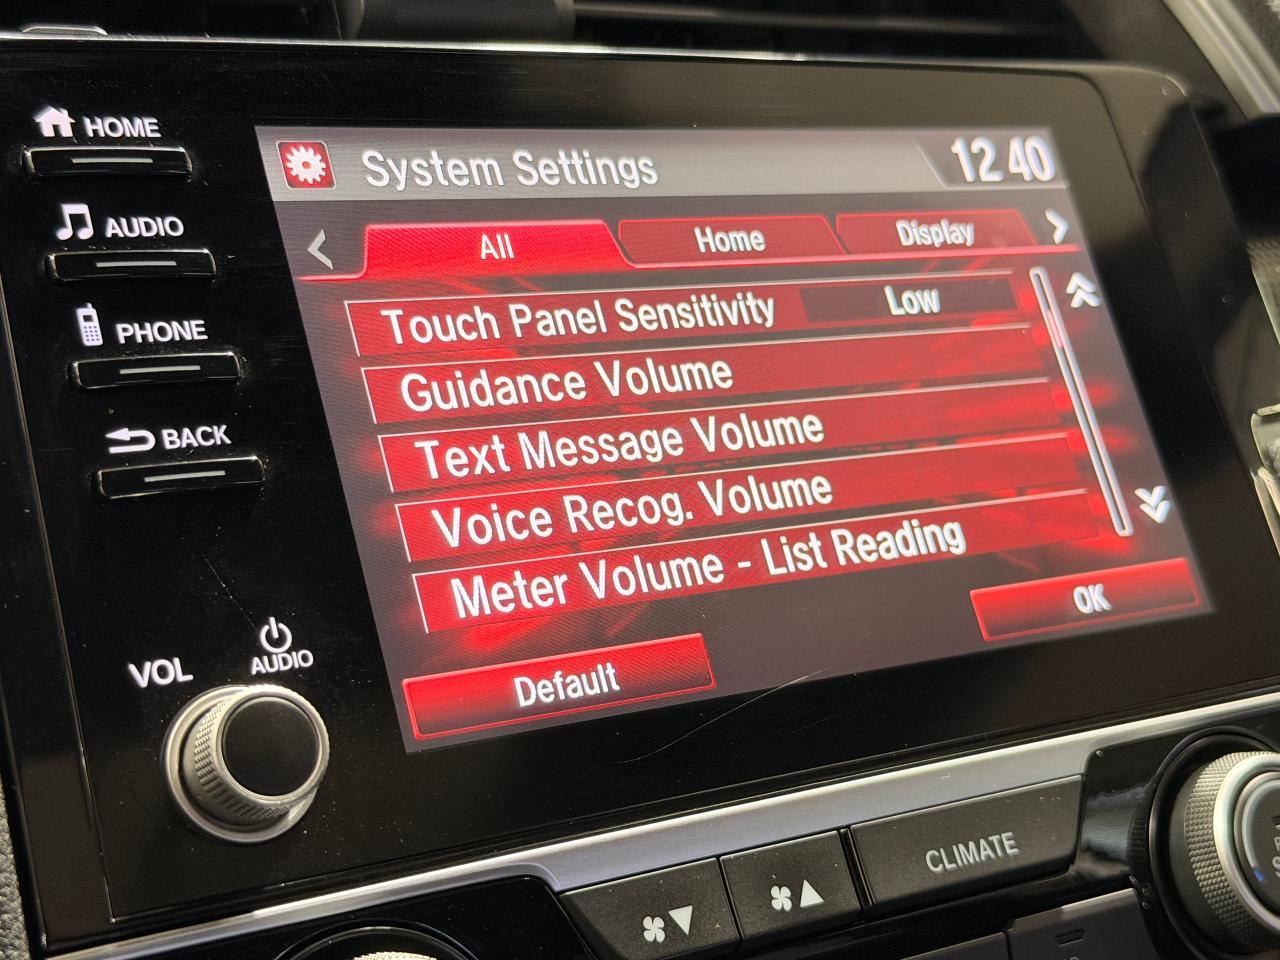 HOME
AUDIO
PHONE
BACK
VOL
AUDIO
System Settings
12:40
All
Home
Display
Touch Panel Sensitivity
Low
Guidance Volume
Text Message Volume
Voice Recog. Volume
Meter Volume - List Reading
Default
OK
CLIMATE